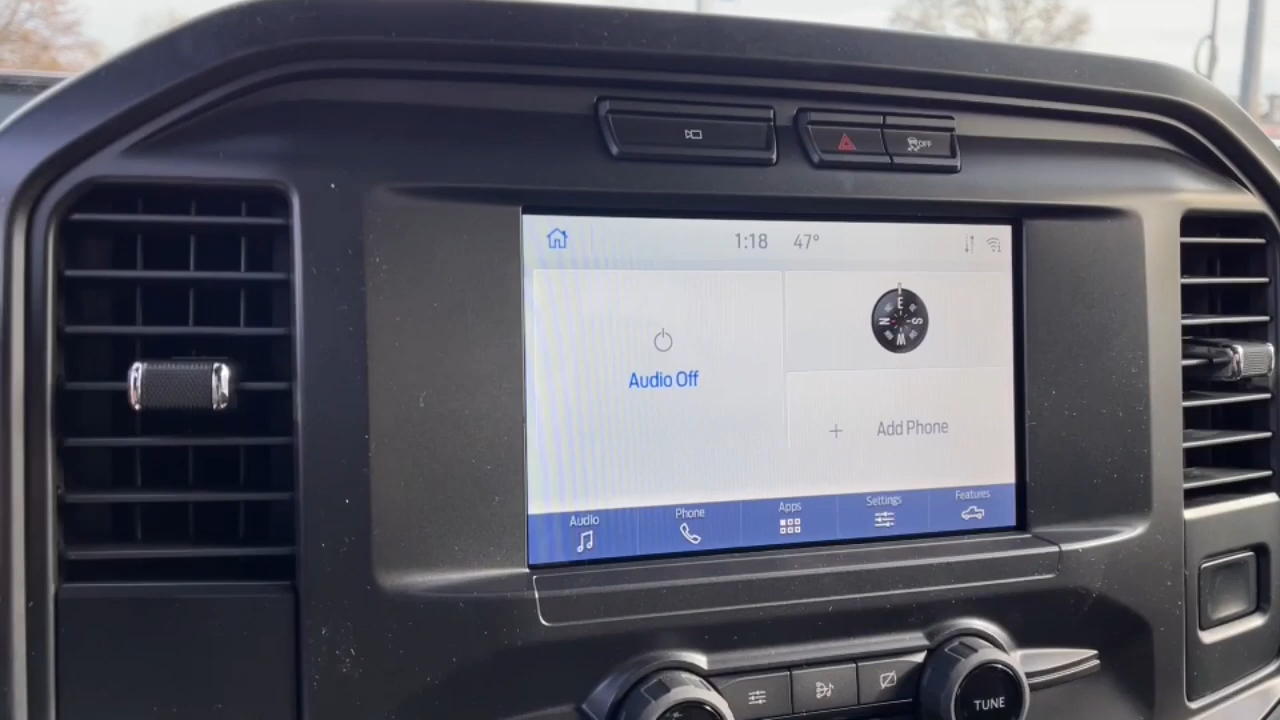 OFF
1:18 47°
E
N S
W
Audio Off
+ Add Phone
Audio Phone Apps Settings Features
TUNE